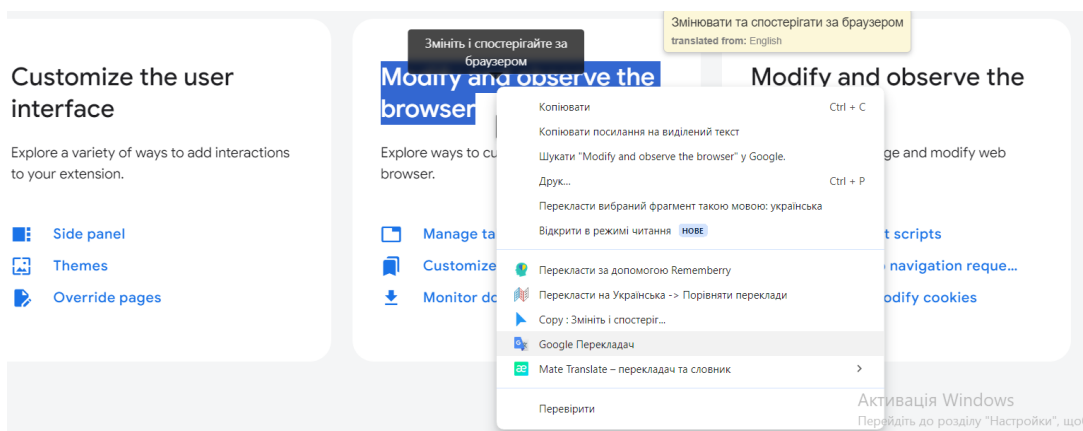 Змінювати та спостерігати за браузером
translated from: English
Змініть і спостерігайте за
браузером
Customize the user
interface
Explore a variety of ways to add interactions
to your extension.
Side panel
Themes
Override pages
Modify and observe the
browser
Explore ways to cu
browser.
Manage ta
Customize
Monitor do
Modify and observe the
ge and modify web
t scripts
navigation reque...
odify cookies
Копіювати Ctrl + C
Копіювати посилання на виділений текст
Шукати "Modify and observe the browser" у Google.
Друк... Ctrl + P
Перекласти вибраний фрагмент такою мовою: українська
Відкрити в режимі читання НОВЕ
Перекласти за допомогою Rememberry
Перекласти на Українська -> Порівняти переклади
Copy : Змініть і спостеріг...
Google Перекладач
æ Mate Translate – перекладач та словник
Перевірити
Активація Windows
Перейдіть до розділу "Настройки", щоб